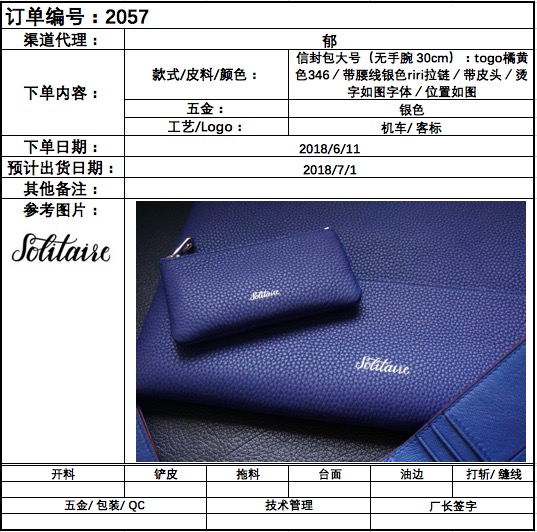 订单编号：2057
渠道代理：
郁
下单内容：
款式/皮料/颜色：
信封包大号（无手腕 30cm）：togo橘黄
色346／带腰线银色riri拉链／带皮头／烫
字如图字体／位置如图
五金：
银色
工艺/Logo：
机车/ 客标
下单日期：
2018/6/11
预计出货日期：
2018/7/1
其他备注：
参考图片：
Solitaire
Solitaire
Solitaire
开料
铲皮
拖料
台面
油边
打斩/ 缝线
五金/ 包装/ QC
技术管理
厂长签字